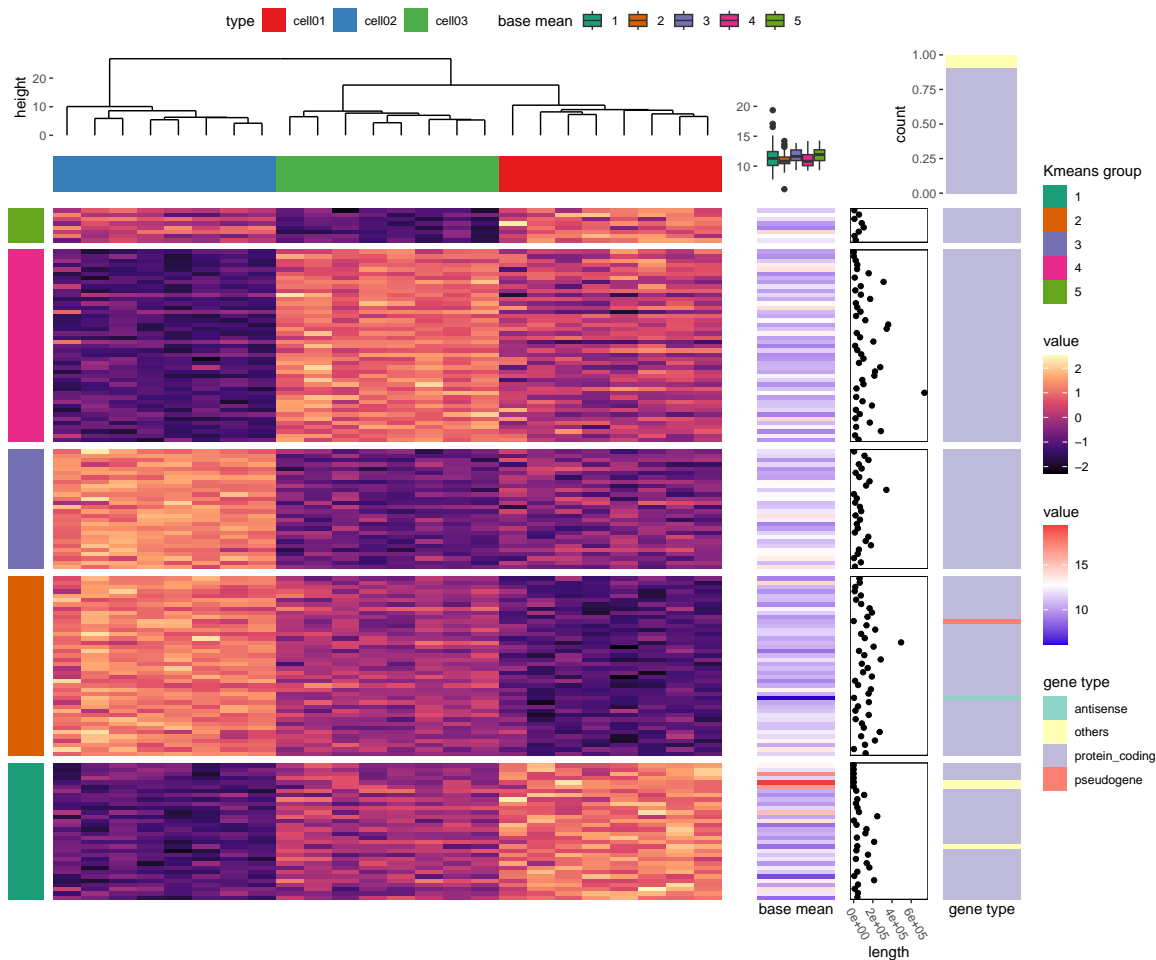 type cell01 cell02 cell03 base mean 1 2 3 4 5
height
20
10
0
20
15
10
count
1.00
0.75
0.50
0.25
0.00
Kmeans group
1
2
3
4
5
value
2
1
0
−1
−2
value
15
10
gene type
antisense
others
protein_coding
pseudogene
base mean
0e+00
2e+05
4e+05
6e+05
length
gene type